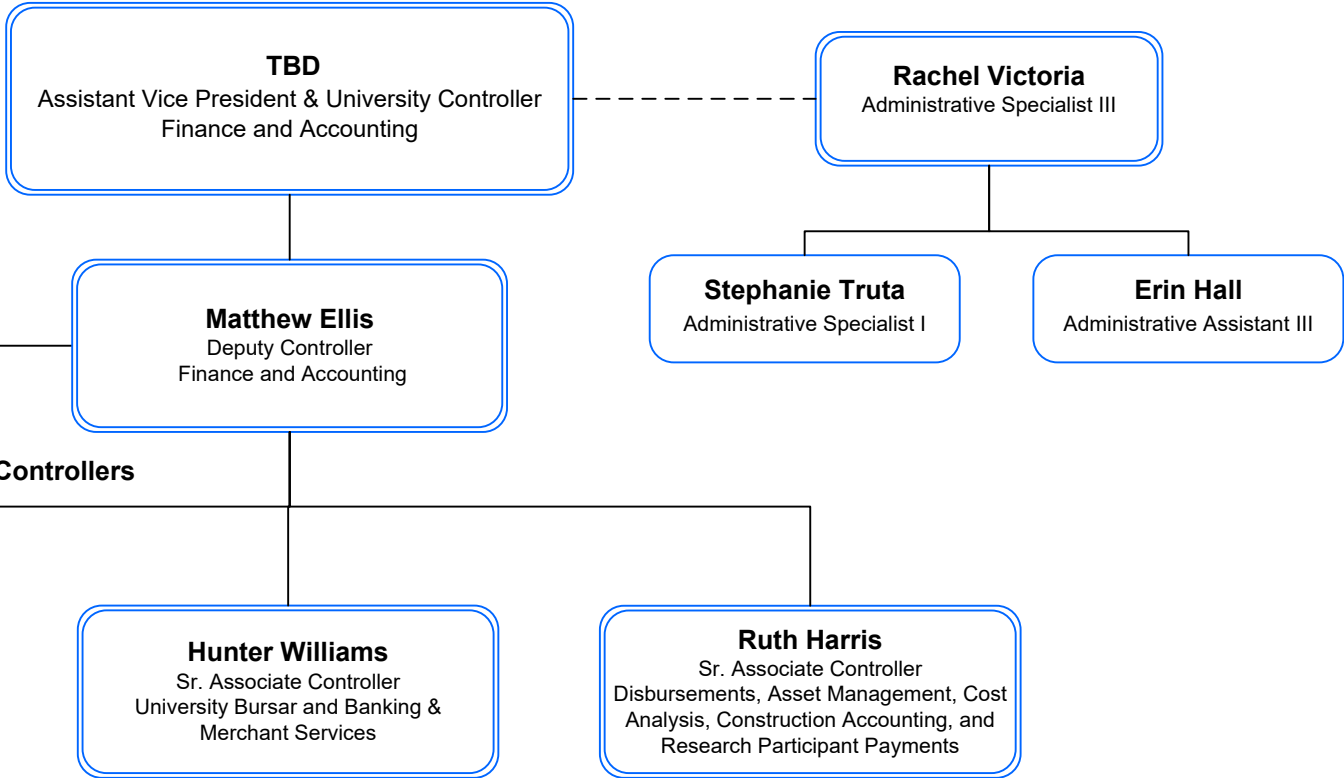 TBD
Assistant Vice President & University Controller
Finance and Accounting
Rachel Victoria
Administrative Specialist III
Stephanie Truta
Administrative Specialist I
Erin Hall
Administrative Assistant III
Matthew Ellis
Deputy Controller
Finance and Accounting
Controllers
Hunter Williams
Sr. Associate Controller
University Bursar and Banking &
Merchant Services
Ruth Harris
Sr. Associate Controller
Disbursements, Asset Management, Cost
Analysis, Construction Accounting, and
Research Participant Payments